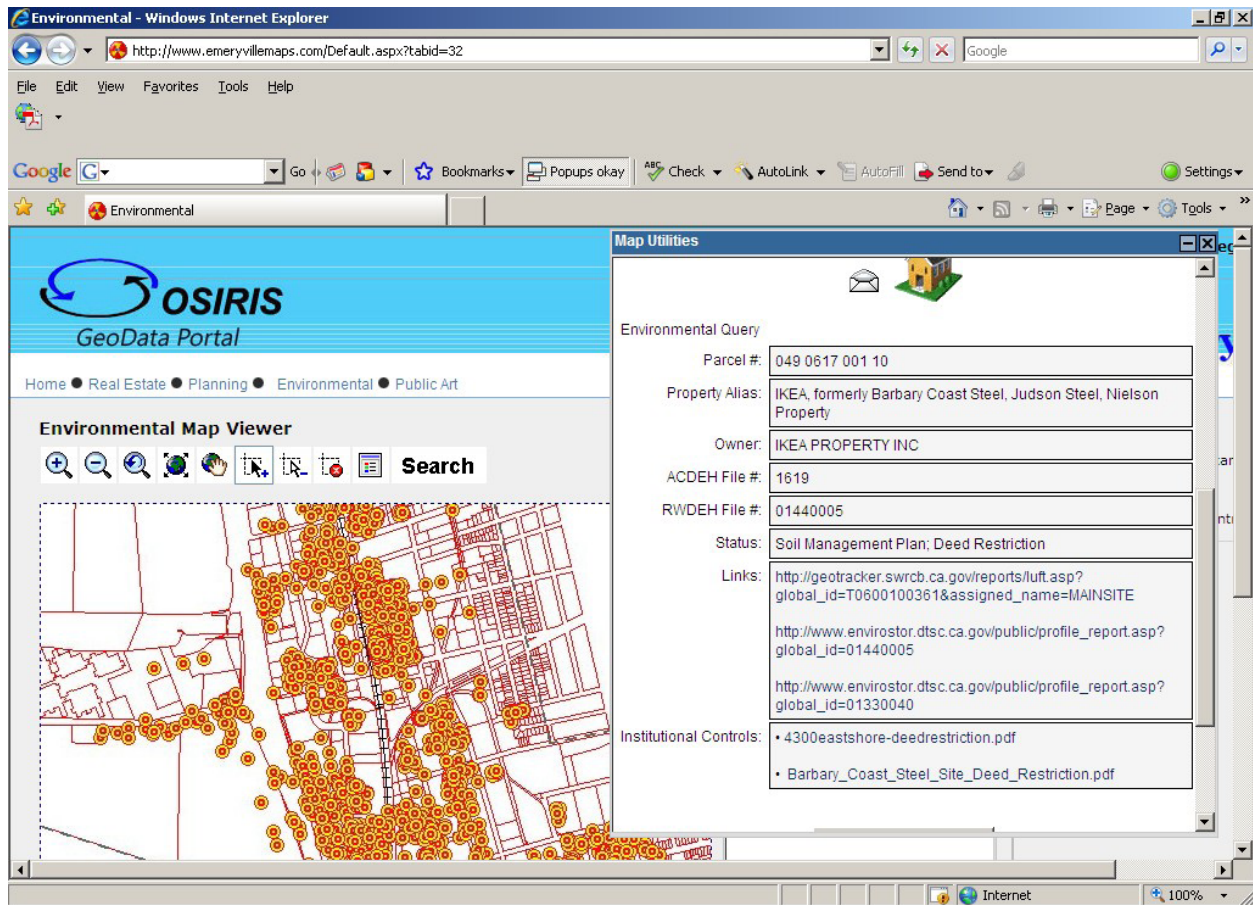 Environmental - Windows Internet Explorer
http://www.emeryvillemaps.com/Default.aspx?tabid=32
Google
File Edit View Favorites Tools Help
Google G Go Bookmarks Popups okay ABC Check AutoLink AutoFill Send to Settings
Environmental Page Tools »
OSIRIS
GeoData Portal
Home ● Real Estate ● Planning ● Environmental ● Public Art
Environmental Map Viewer
Search
Map Utilities
Environmental Query
Parcel #: 049 0617 001 10
Property Alias: IKEA, formerly Barbary Coast Steel, Judson Steel, Nielson
Property
Owner: IKEA PROPERTY INC
ACDEH File #: 1619
RWDEH File #: 01440005
Status: Soil Management Plan; Deed Restriction
Links: http://geotracker.swrcb.ca.gov/reports/luft.asp?
global_id=T0600100361&assigned_name=MAINSITE
http://www.envirostor.dtsc.ca.gov/public/profile_report.asp?
global_id=01440005
http://www.envirostor.dtsc.ca.gov/public/profile_report.asp?
global_id=01330040
Institutional Controls: • 4300eastshore-deedrestriction.pdf
• Barbary_Coast_Steel_Site_Deed_Restriction.pdf
Internet 100%